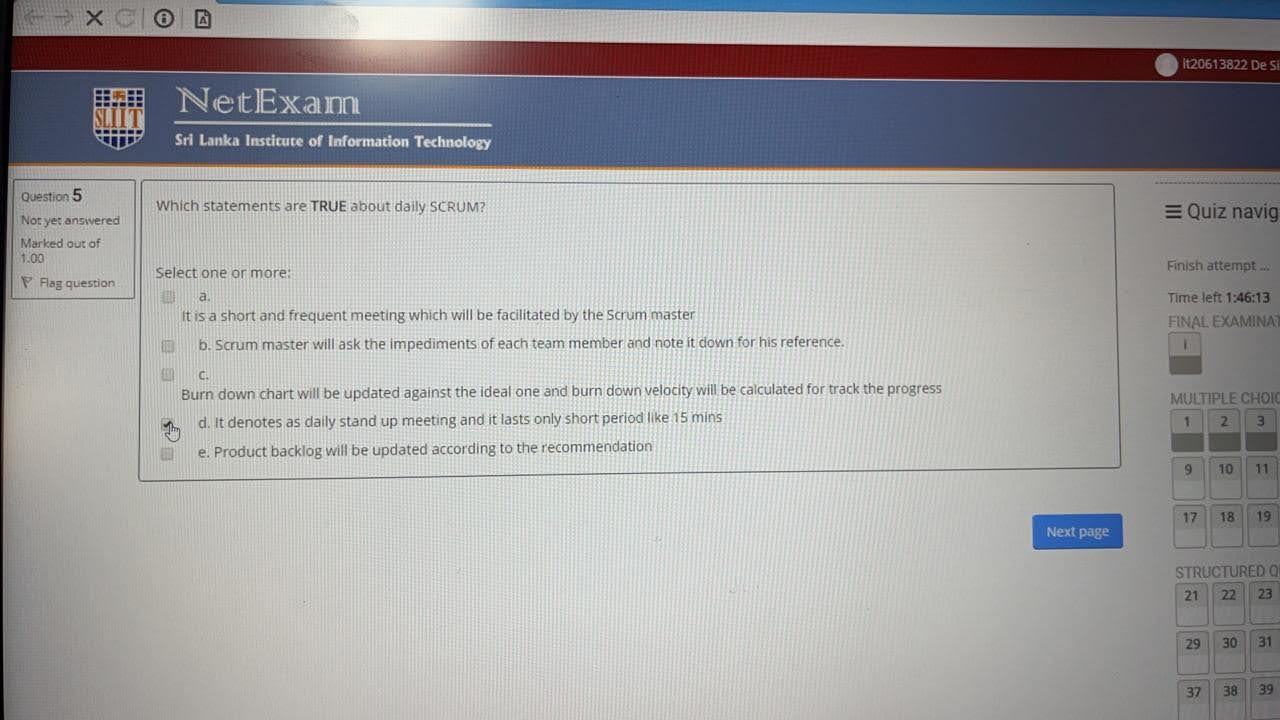 it20613822 De Si
SLIIT
NetExam
Sri Lanka Institute of Information Technology
Question 5
Not yet answered
Marked out of
1.00
Flag question
Which statements are TRUE about daily SCRUM?
Select one or more:
a.
It is a short and frequent meeting which will be facilitated by the Scrum master
b. Scrum master will ask the impediments of each team member and note it down for his reference.
c.
Burn down chart will be updated against the ideal one and burn down velocity will be calculated for track the progress
d. It denotes as daily stand up meeting and it lasts only short period like 15 mins
e. Product backlog will be updated according to the recommendation
Next page
Quiz navig
Finish attempt ...
Time left 1:46:13
FINAL EXAMINAT
i
MULTIPLE CHOIC
1 2 3
9 10 11
17 18 19
STRUCTURED Q
21 22 23
29 30 31
37 38 39